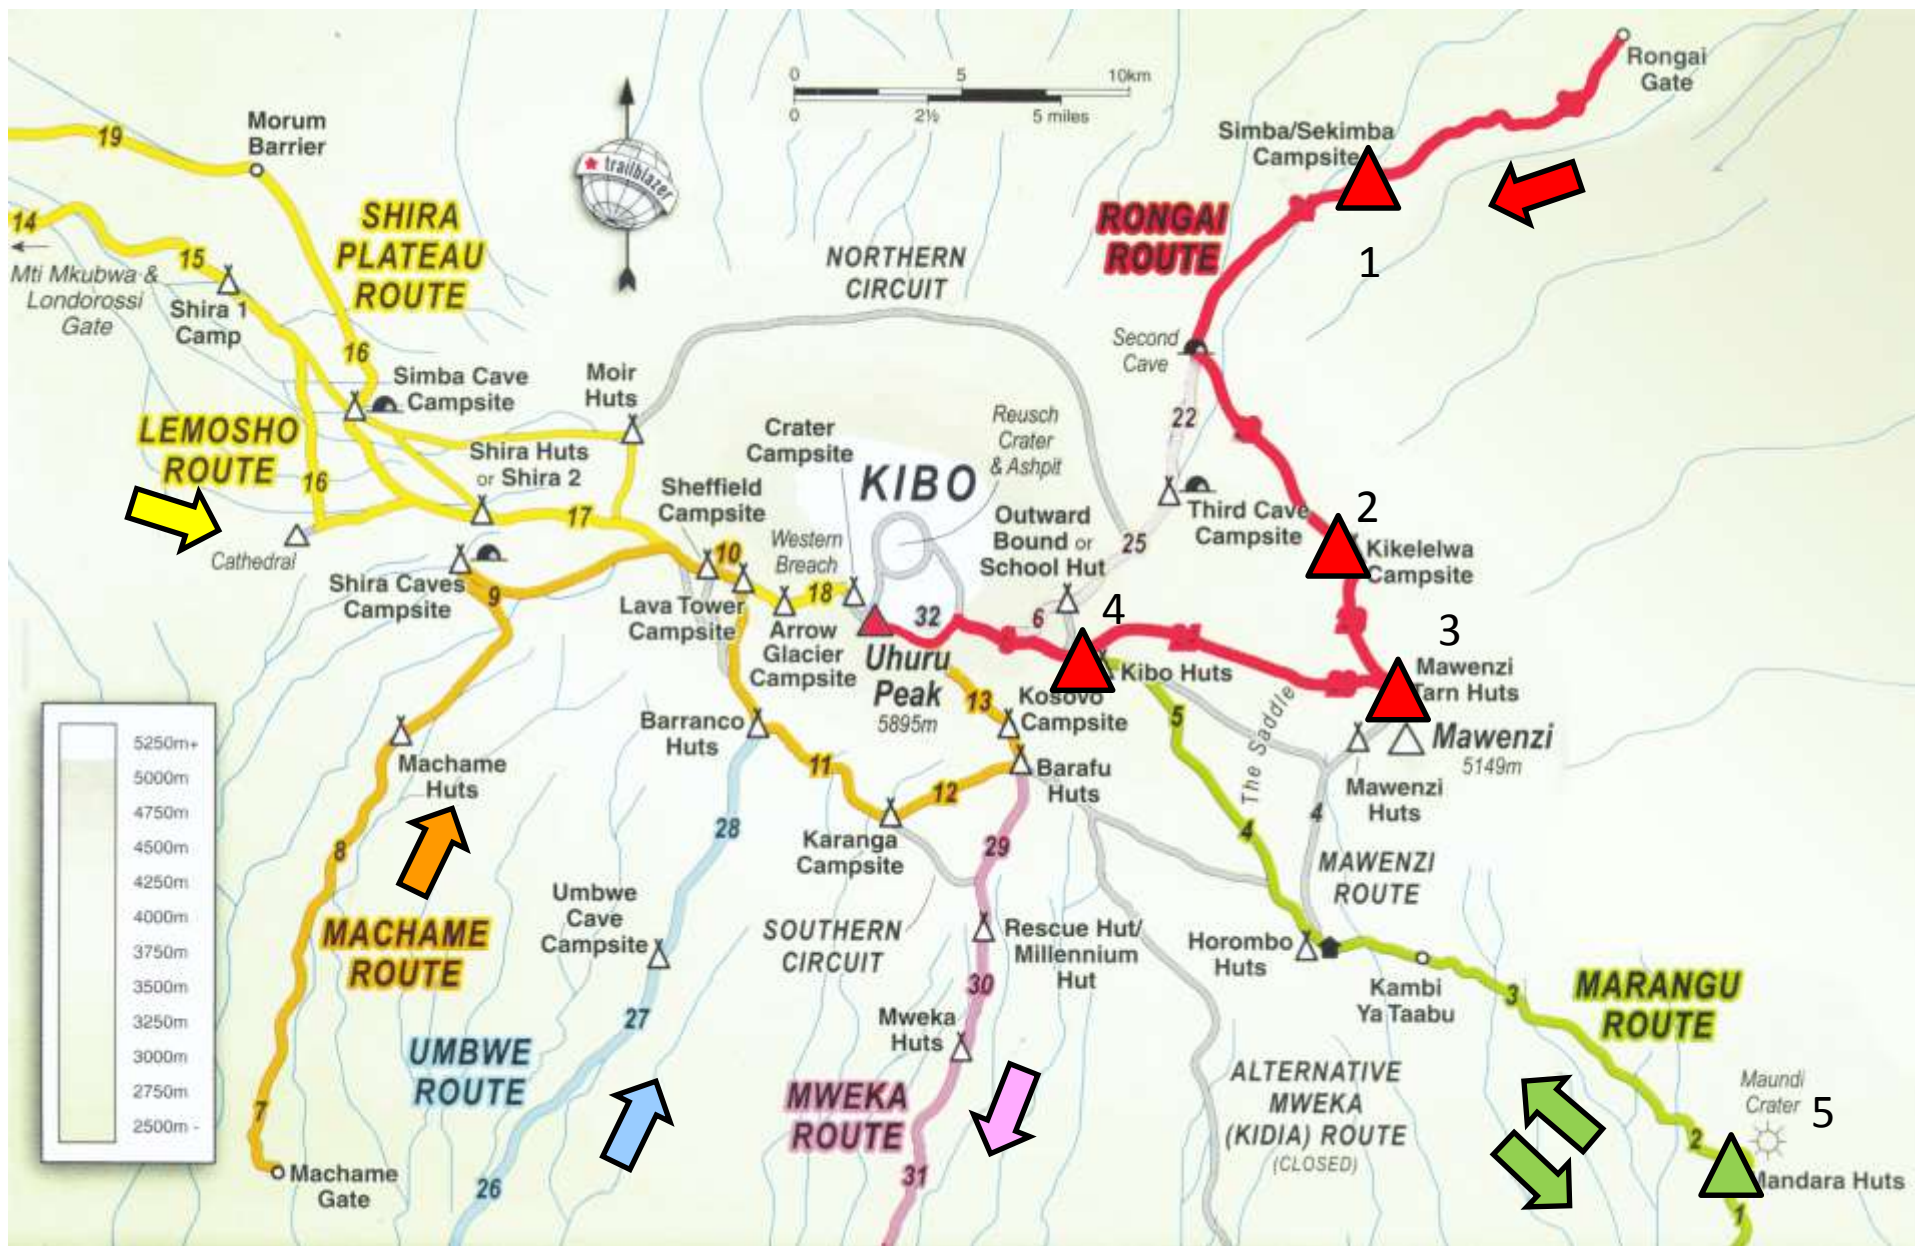 0
5
10km
0
2½
5 miles
Rongai
Gate
Simba/Sekimba
Campsite
1
RONGAI
ROUTE
trailblazer
Morum
Barrier
19
SHIRA
PLATEAU
ROUTE
14
15
Mti Mkubwa &
Londorossi
Gate
Shira 1
Camp
16
NORTHERN
CIRCUIT
Second
Cave
22
Simba Cave
Campsite
Moir
Huts
LEMOSHO
ROUTE
16
Shira Huts
or Shira 2
17
Cathedral
Crater
Campsite
Reusch
Crater
& Ashpit
KIBO
Sheffield
Campsite
Western
Breach
10
18
Outward
Bound or
School Hut
25
Third Cave
Campsite
2
Kikelelwa
Campsite
Shira Caves
Campsite
9
Lava Tower
Campsite
Arrow
Glacier
Campsite
32
6
4
3
Uhuru
Peak
5895m
Kibo Huts
Mawenzi
Tarn Huts
13
Kosovo
Campsite
5
The Saddle
Mawenzi
5149m
Mawenzi
Huts
Barranco
Huts
11
12
Barafu
Huts
4
4
Machame
Huts
8
28
Karanga
Campsite
29
MAWENZI
ROUTE
5250m+
5000m
4750m
4500m
4250m
4000m
3750m
3500m
3250m
3000m
2750m
2500m -
MACHAME
ROUTE
Umbwe
Cave
Campsite
SOUTHERN
CIRCUIT
Rescue Hut/
Millennium
Hut
30
Horombo
Huts
Kambi
Ya Taabu
3
MARANGU
ROUTE
27
UMBWE
ROUTE
Mweka
Huts
MWEKA
ROUTE
ALTERNATIVE
MWEKA
(KIDIA) ROUTE
(CLOSED)
Maundi
Crater
5
2
Mandara Huts
1
7
Machame
Gate
26
31